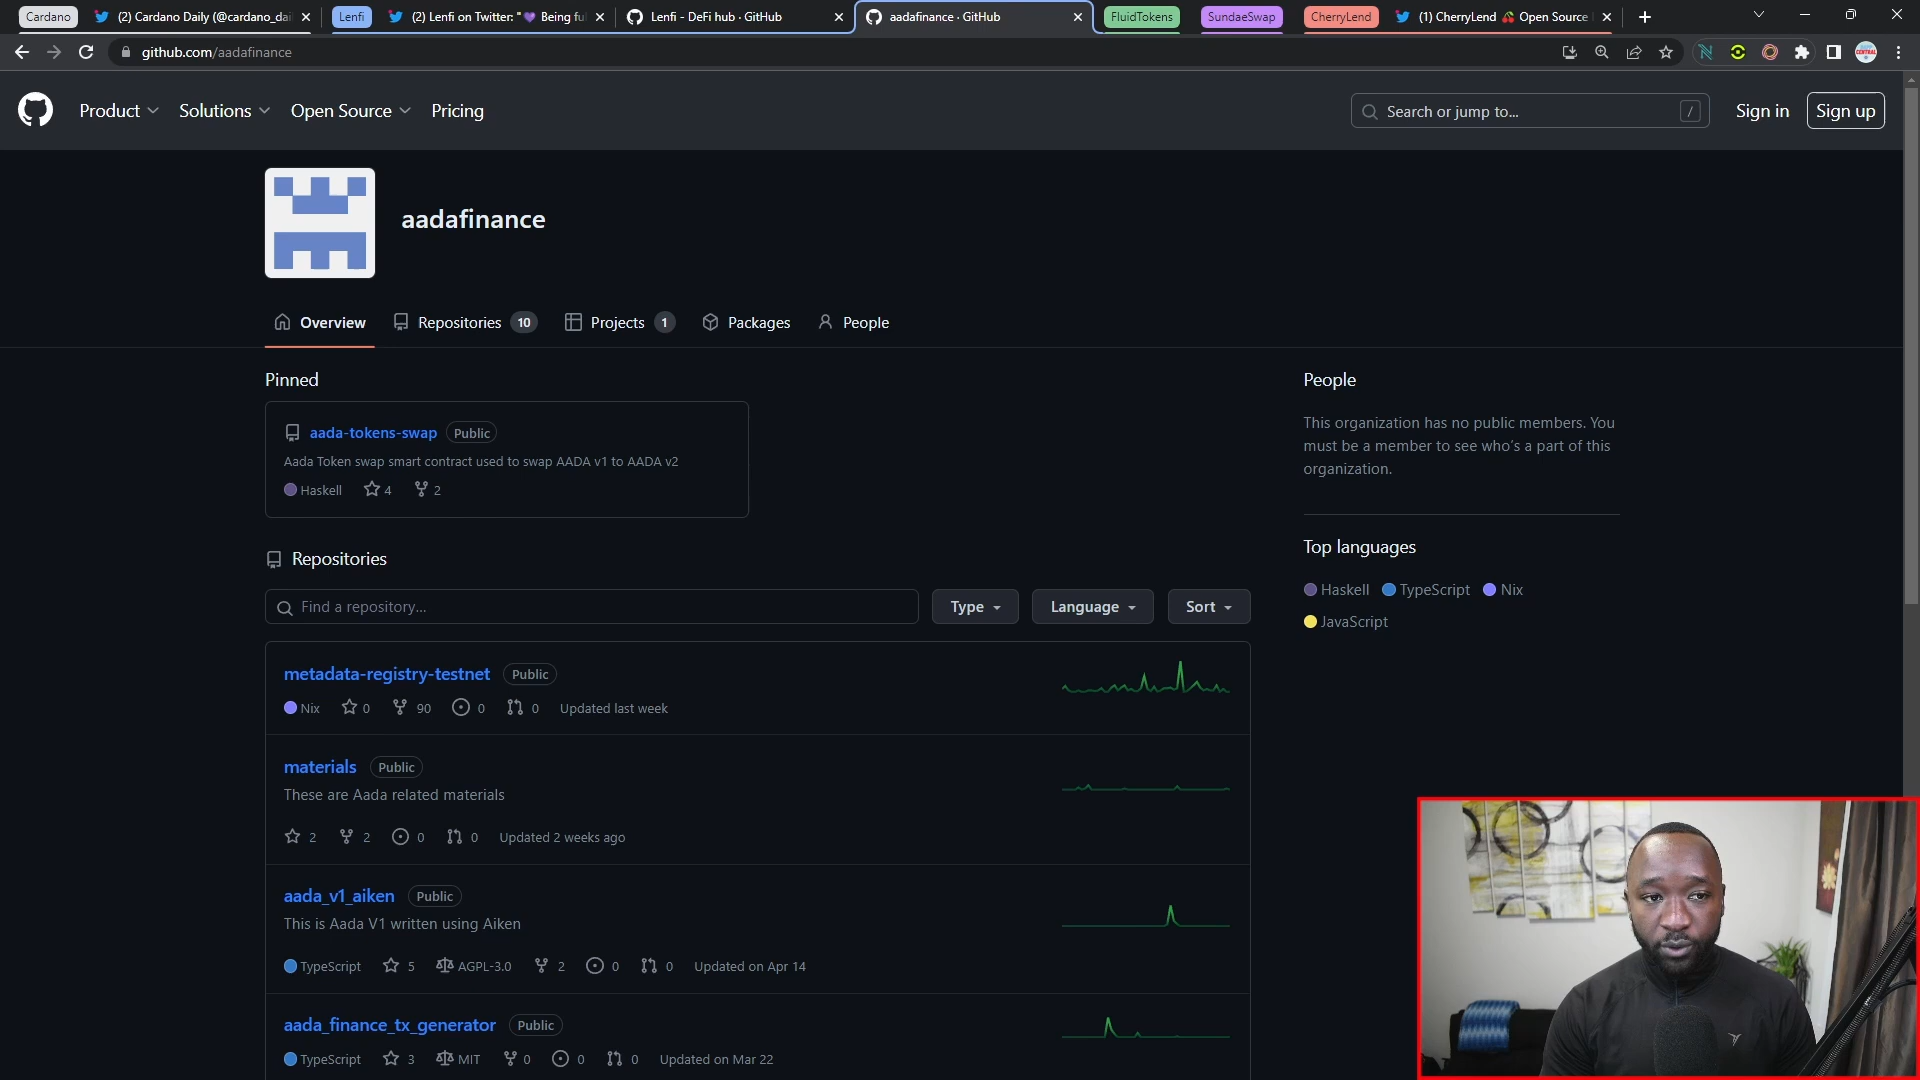 Cardano
(2) Cardano Daily (@cardano_dai
Lenfi
(2) Lenfi on Twitter: "💜 Being fu
Lenfi - DeFi hub · GitHub
aadafinance · GitHub
FluidTokens
SundaeSwap
CherryLend
(1) CherryLend 🍒 Open Source
github.com/aadafinance
Product
Solutions
Open Source
Pricing
Search or jump to...
/
Sign in
Sign up
aadafinance
Overview
Repositories 10
Projects 1
Packages
People
Pinned
aada-tokens-swap Public
Aada Token swap smart contract used to swap AADA v1 to AADA v2
Haskell 4 2
People
This organization has no public members. You
must be a member to see who's a part of this
organization.
Top languages
Haskell TypeScript Nix
JavaScript
Repositories
Find a repository...
Type
Language
Sort
metadata-registry-testnet Public
Nix 0 90 0 0 Updated last week
materials Public
These are Aada related materials
2 2 0 0 Updated 2 weeks ago
aada_v1_aiken Public
This is Aada V1 written using Aiken
TypeScript 5 AGPL-3.0 2 0 0 Updated on Apr 14
aada_finance_tx_generator Public
TypeScript 3 MIT 0 0 0 Updated on Mar 22